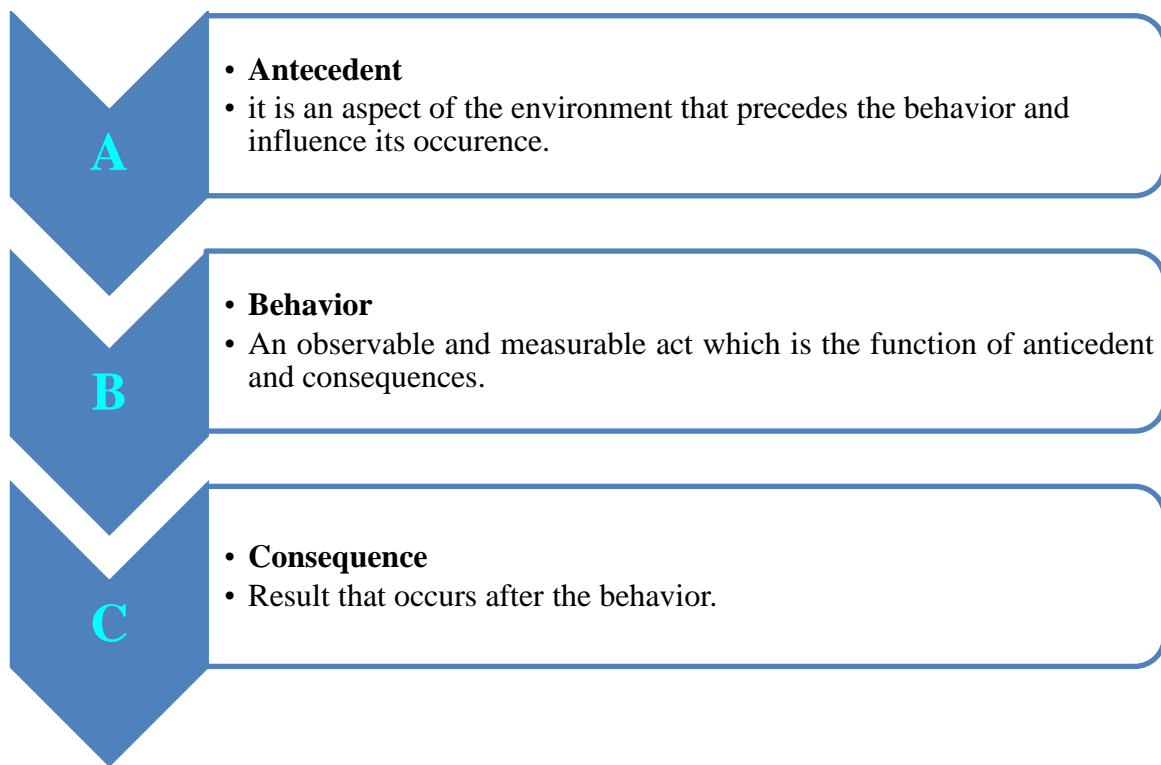 A
• Antecedent
• it is an aspect of the environment that precedes the behavior and
influence its occurence.
B
• Behavior
• An observable and measurable act which is the function of anticedent
and consequences.
C
• Consequence
• Result that occurs after the behavior.